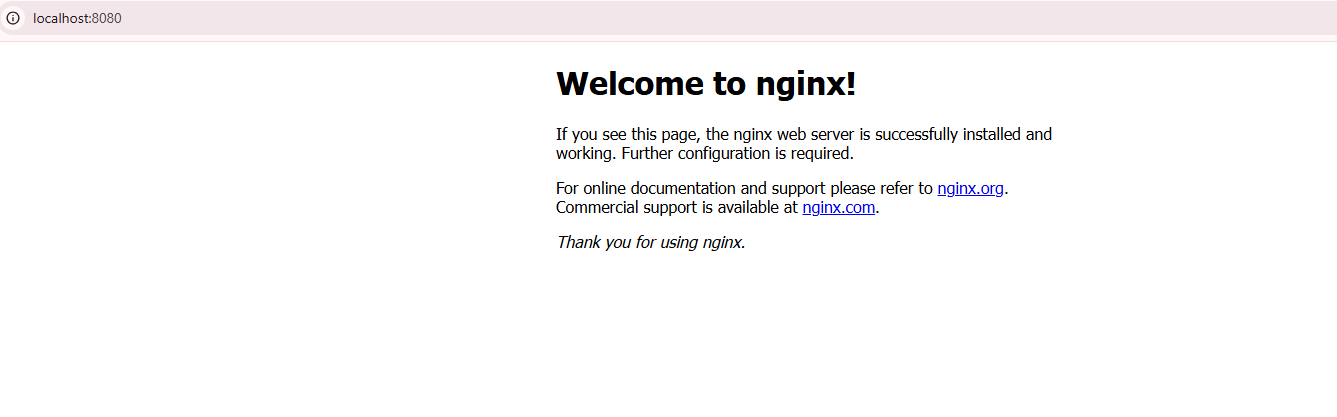 localhost:8080
Welcome to nginx!
If you see this page, the nginx web server is successfully installed and
working. Further configuration is required.
For online documentation and support please refer to nginx.org.
Commercial support is available at nginx.com.
Thank you for using nginx.